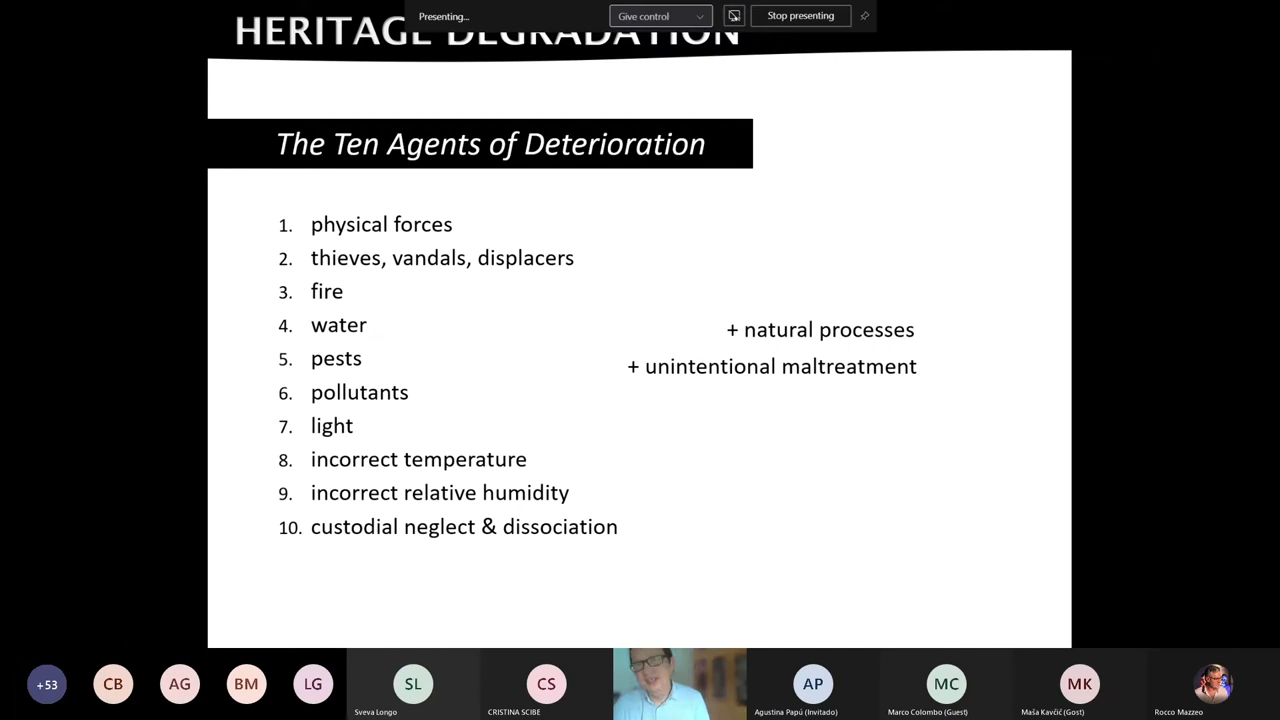 Presenting...
Give control
Stop presenting
HERITAGE DEGRADATION
The Ten Agents of Deterioration
1. physical forces
2. thieves, vandals, displacers
3. fire
4. water
+ natural processes
5. pests
+ unintentional maltreatment
6. pollutants
7. light
8. incorrect temperature
9. incorrect relative humidity
10. custodial neglect & dissociation
+53
CB
AG
BM
LG
SL
CS
AP
MC
MK
Sveva Longo
CRISTINA SCIBE
Agustina Papú (Invitado)
Marco Colombo (Guest)
Maša Kavčič (Gost)
Rocco Mazzeo